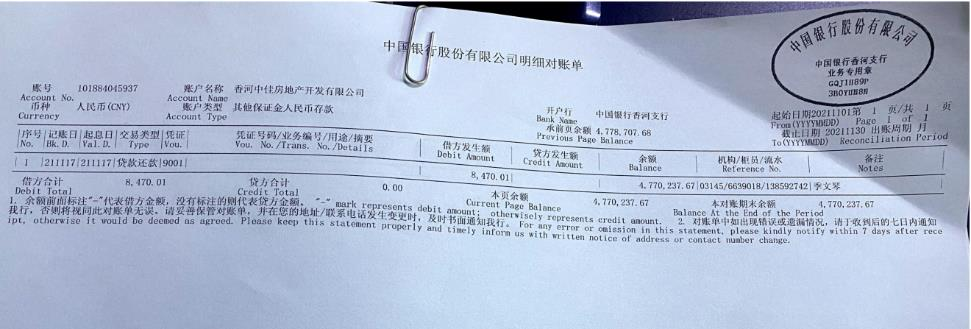 中国银行股份有限公司明细对账单
中国银行股份有限公司
中国银行香河支行
业务专用章
GQJ1H89P
3BOYUH8N
账号 101884045937 账户名称 香河中佳房地产开发有限公司
Account No. Account Name
币种 人民币(CNY) 账户类型 其他保证金人民币存款
Currency Account Type
开户行 中国银行香河支行
Bank Name
承前页余额 4,778,707.68
Previous Page Balance
起始日期20211101第 1 页/共 1 页
From(YYYYMMDD) Page 1 of 1
截止日期 20211130 出账周期 月
To(YYYYMMDD) Reconciliation Period
序号 记账日 起息日 交易类型 凭证 凭证号码/业务编号/用途/摘要 借方发生额 贷方发生额 余额 机构/柜员/流水 备注
No. Bk.D. Val.D. Type Vou. Vou. No./Trans. No./Details Debit Amount Credit Amount Balance Reference No. Notes
1 211117 211117 贷款还款 9001 8,470.01 4,770,237.67 03145/6639018/138592742 季文琴
借方合计 8,470.01 贷方合计 0.00 本页余额 4,770,237.67 本对账期末余额 4,770,237.67
Debit Total Credit Total Current Page Balance Balance At the End of the Period
1. 余额前面标注"-"代表借方金额，没有标注的则代表贷方金额。 "-" mark represents debit amount; otherwisely represents credit amount. 2. 对账单中如出现错误或遗漏情况，请于收到后的七日内通知
我行，否则将视同此对账单无误。请妥善保管对账单，并在您的地址/联系电话发生变更时，及时书面通知我行。 For any error or omission in this statement, please kindly notify within 7 days after rece
ipt, otherwise it would be deemed as agreed. Please keep this statement properly and timely inform us with written notice of address or contact number change.